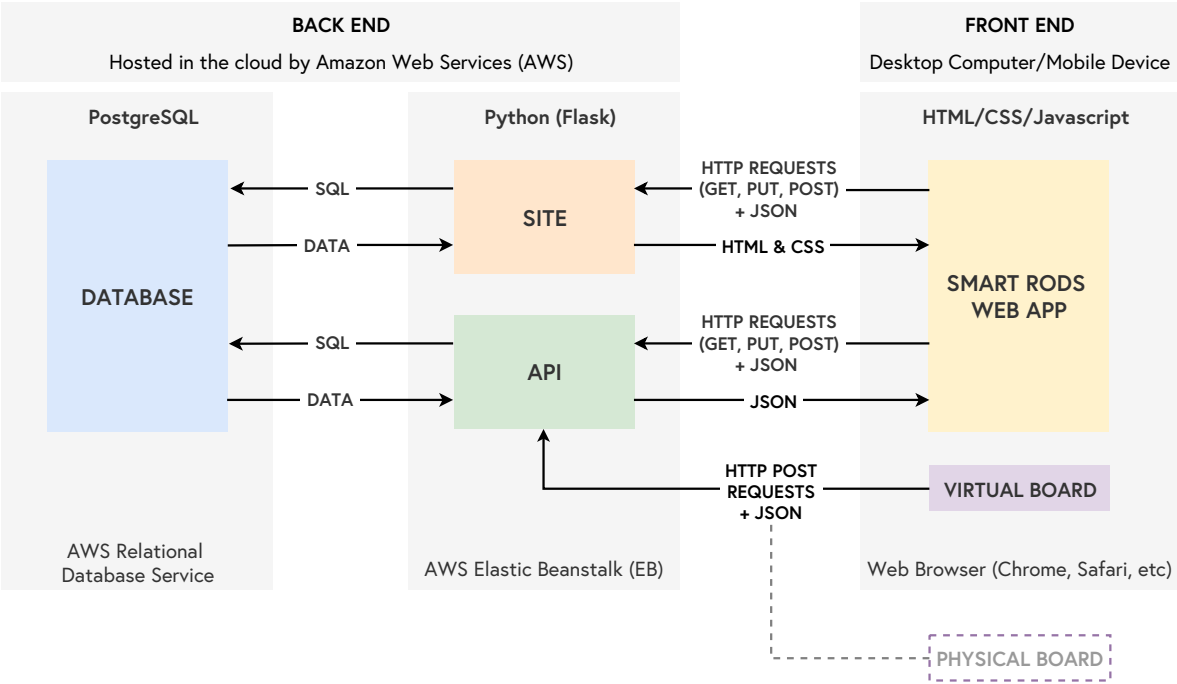 BACK END
Hosted in the cloud by Amazon Web Services (AWS)
FRONT END
Desktop Computer/Mobile Device
PostgreSQL
Python (Flask)
HTML/CSS/Javascript
DATABASE
SQL
DATA
SQL
DATA
SITE
API
HTTP REQUESTS
(GET, PUT, POST)
+ JSON
HTML & CSS
HTTP REQUESTS
(GET, PUT, POST)
+ JSON
JSON
SMART RODS
WEB APP
HTTP POST
REQUESTS
+ JSON
VIRTUAL BOARD
AWS Relational
Database Service
AWS Elastic Beanstalk (EB)
Web Browser (Chrome, Safari, etc)
PHYSICAL BOARD